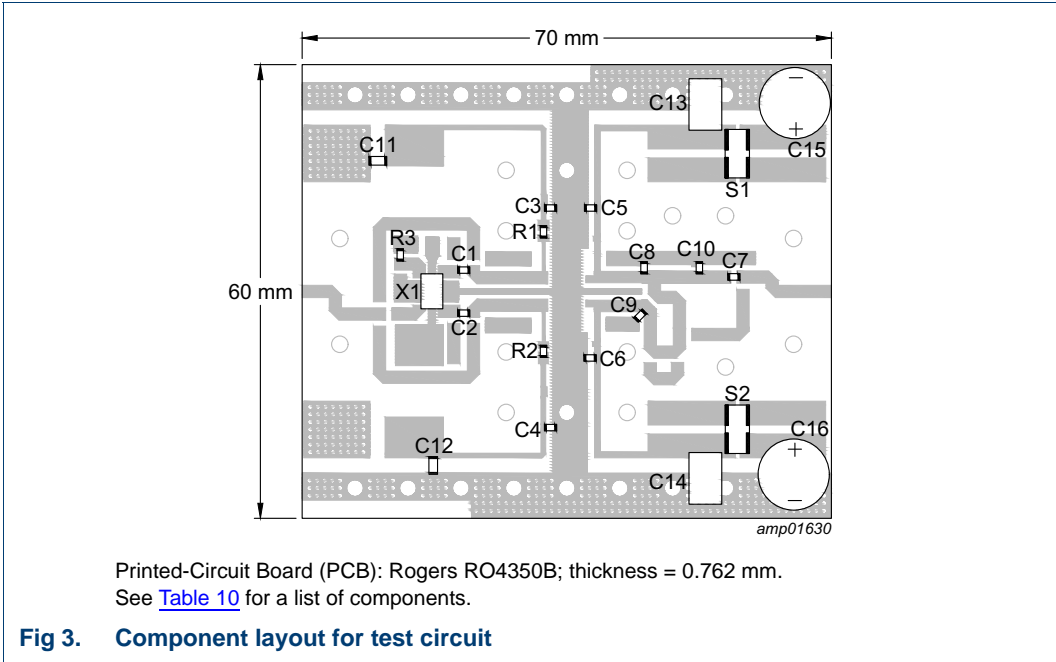 70 mm
C13
−
+
C15
C11
S1
C3
C5
R1
R3
C1
C8
C10
C7
60 mm
X1
C9
C2
R2
C6
S2
C4
C16
+
C12
C14
−
amp01630
Printed-Circuit Board (PCB): Rogers RO4350B; thickness = 0.762 mm.
See Table 10 for a list of components.
Fig 3. Component layout for test circuit